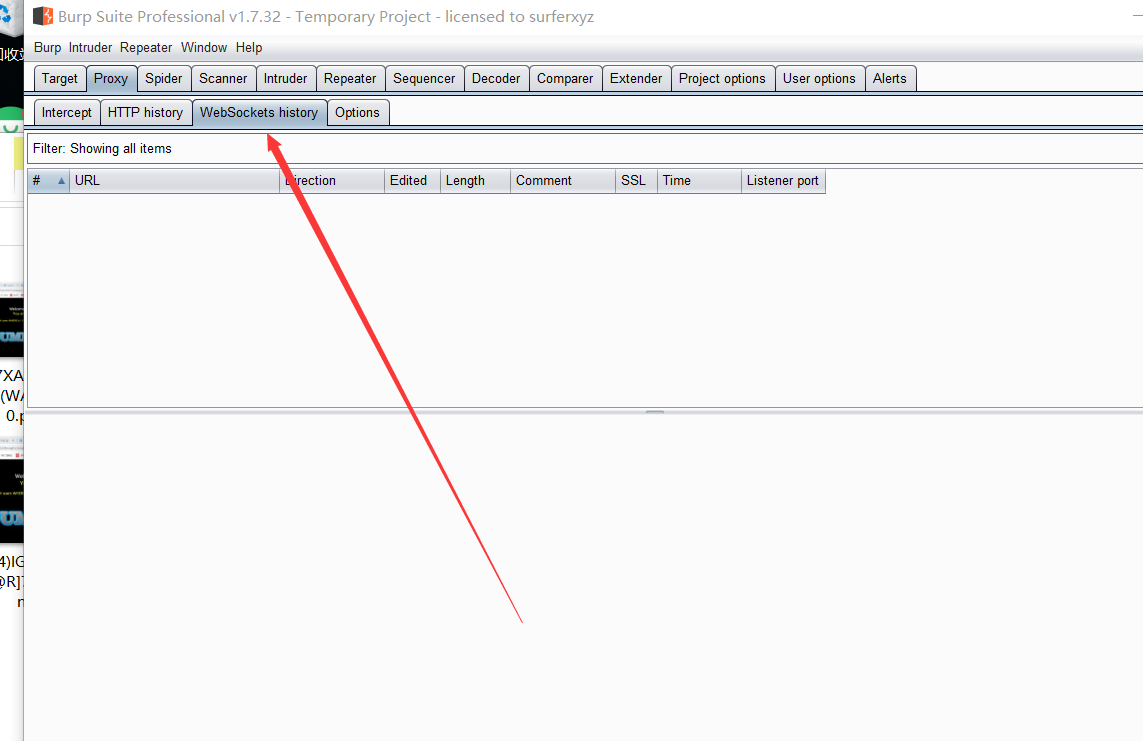 Burp Suite Professional v1.7.32 - Temporary Project - licensed to surferxyz
Burp Intruder Repeater Window Help
Target Proxy Spider Scanner Intruder Repeater Sequencer Decoder Comparer Extender Project options User options Alerts
Intercept HTTP history WebSockets history Options
Filter: Showing all items
# URL Direction Edited Length Comment SSL Time Listener port
7XA
(WA
0.p
4)IG
@R]7